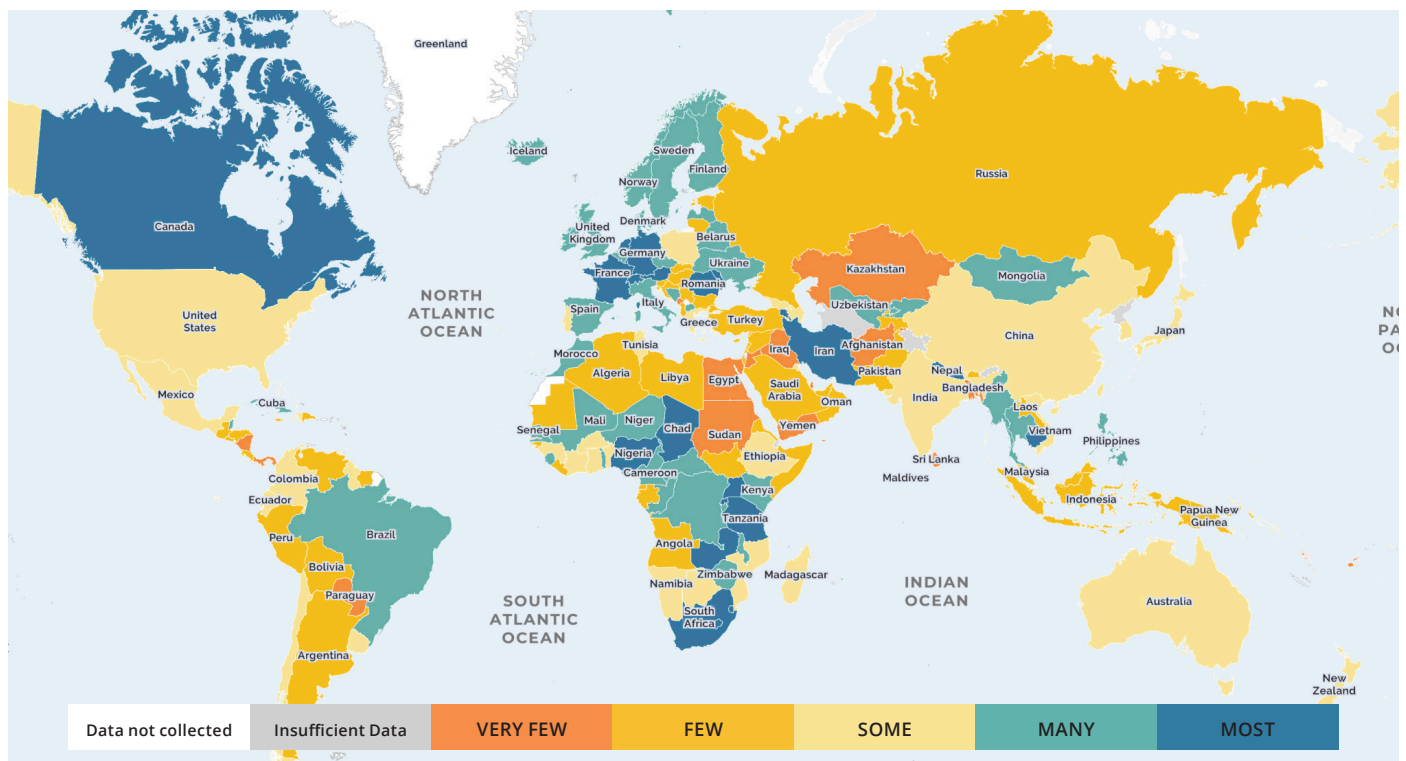 Greenland
Iceland
Sweden
Finland
Norway
Russia
Canada
United
Kingdom
Denmark
Belarus
Germany
Ukraine
France
Romania
Kazakhstan
Mongolia
NORTH
ATLANTIC
OCEAN
Italy
Uzbekistan
Spain
Greece
Turkey
United
States
China
Japan
Morocco
Tunisia
Iraq
Iran
Afghanistan
Algeria
Libya
Egypt
Saudi
Arabia
Pakistan
Nepal
Bangladesh
Mexico
Cuba
Oman
India
Laos
Mali
Niger
Chad
Sudan
Yemen
Vietnam
Philippines
Senegal
Nigeria
Ethiopia
Sri Lanka
Cameroon
Maldives
Malaysia
Colombia
Ecuador
Kenya
Indonesia
Tanzania
Papua New
Guinea
Peru
Brazil
Angola
Bolivia
Namibia
Zimbabwe
Madagascar
INDIAN
OCEAN
Paraguay
SOUTH
ATLANTIC
OCEAN
South
Africa
Australia
Argentina
New
Zealand
Data not collected
Insufficient Data
VERY FEW
FEW
SOME
MANY
MOST